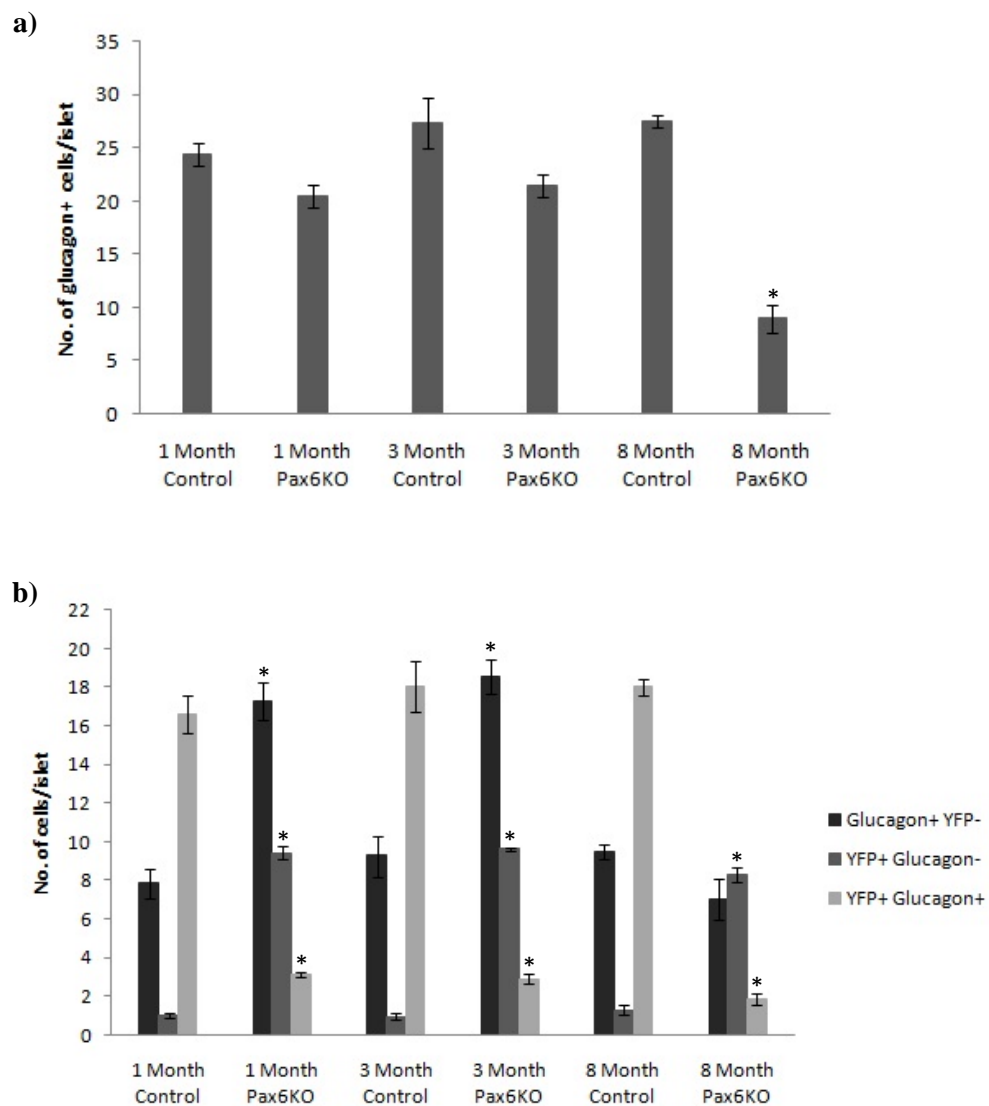 a)
No. of glucagon+ cells/islet
35
30
25
20
15
10
5
0
*
1 Month
Control
1 Month
Pax6KO
3 Month
Control
3 Month
Pax6KO
8 Month
Control
8 Month
Pax6KO
b)
No. of cells/islet
22
20
18
16
14
12
10
8
6
4
2
0
*
*
*
*
*
*
*
*
1 Month
Control
1 Month
Pax6KO
3 Month
Control
3 Month
Pax6KO
8 Month
Control
8 Month
Pax6KO
Glucagon+ YFP-
YFP+ Glucagon-
YFP+ Glucagon+